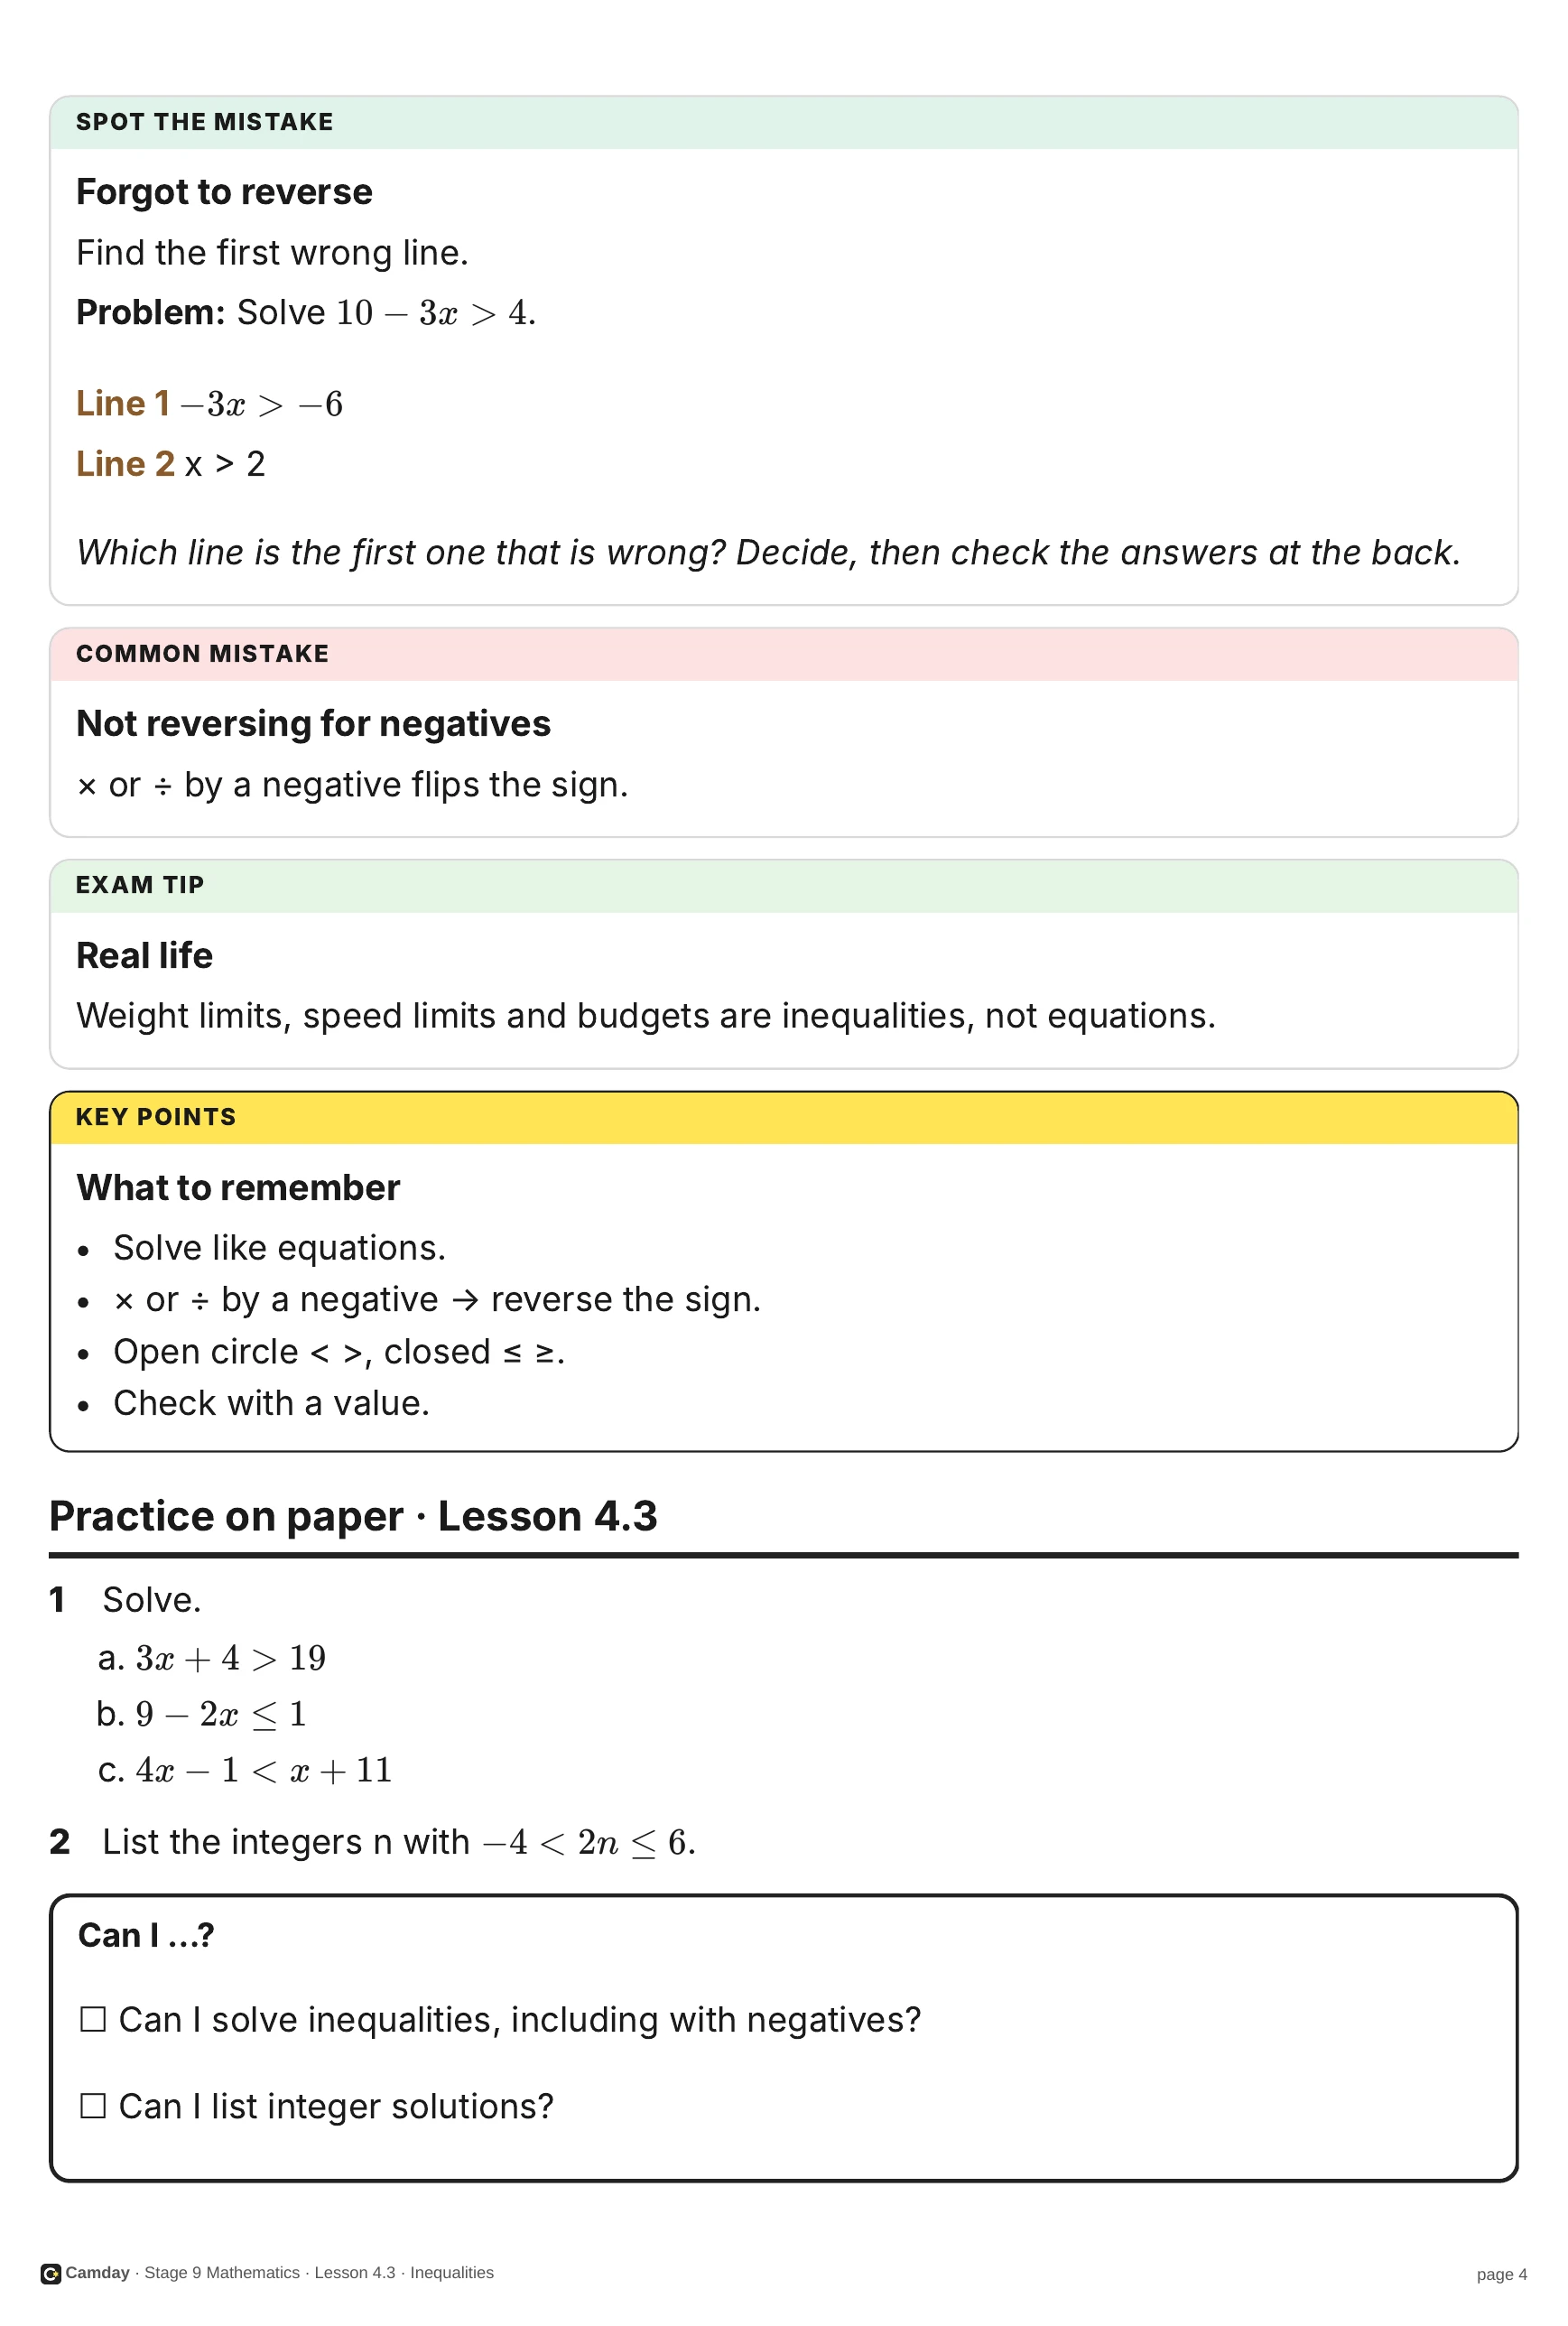 SPOT THE MISTAKE
Forgot to reverse
Find the first wrong line.
Problem: Solve 10 − 3x > 4.
Line 1 −3x > −6
Line 2 x > 2
Which line is the first one that is wrong? Decide, then check the answers at the back.
COMMON MISTAKE
Not reversing for negatives
× or ÷ by a negative flips the sign.
EXAM TIP
Real life
Weight limits, speed limits and budgets are inequalities, not equations.
KEY POINTS
What to remember
• Solve like equations.
• × or ÷ by a negative → reverse the sign.
• Open circle < >, closed ≤ ≥.
• Check with a value.
Practice on paper · Lesson 4.3
1 Solve.
a. 3x + 4 > 19
b. 9 − 2x ≤ 1
c. 4x − 1 < x + 11
2 List the integers n with −4 < 2n ≤ 6.
Can I ...?
☐ Can I solve inequalities, including with negatives?
☐ Can I list integer solutions?
Camday · Stage 9 Mathematics · Lesson 4.3 · Inequalities
page 4